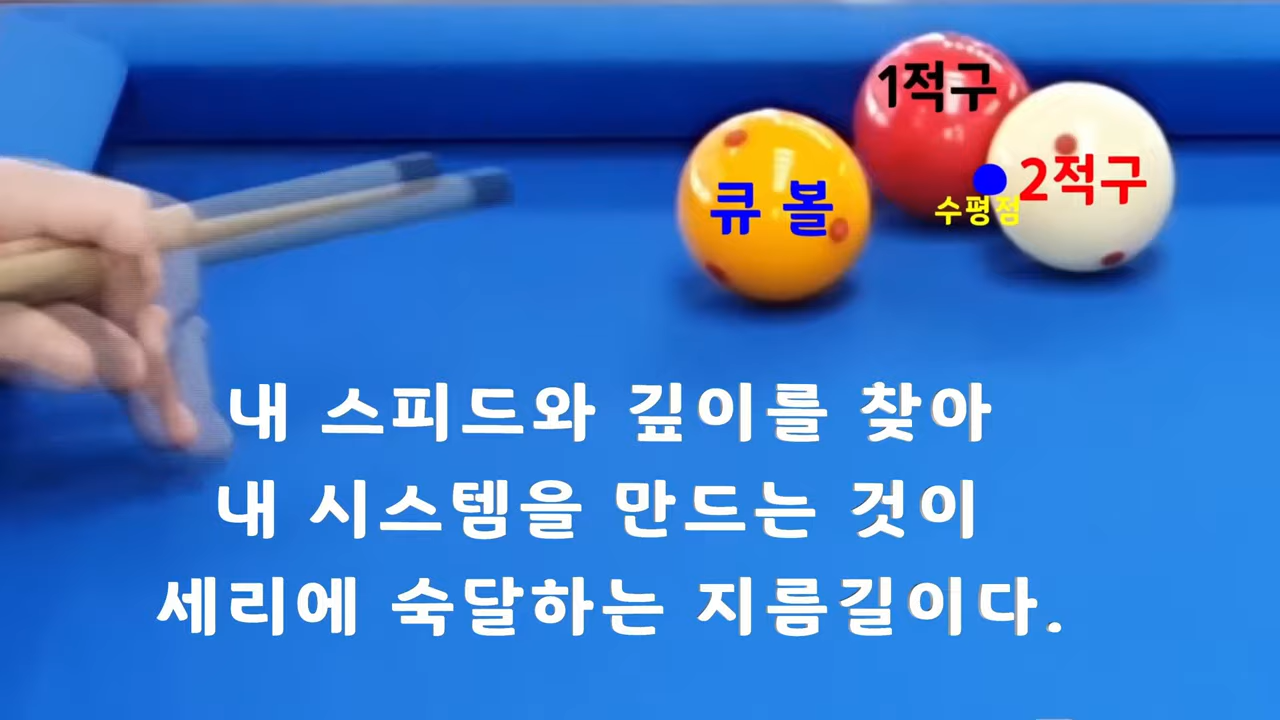 1적구
큐 볼
2적구
수평점
내 스피드와 깊이를 찾아
내 시스템을 만드는 것이
세리에 숙달하는 지름길이다.